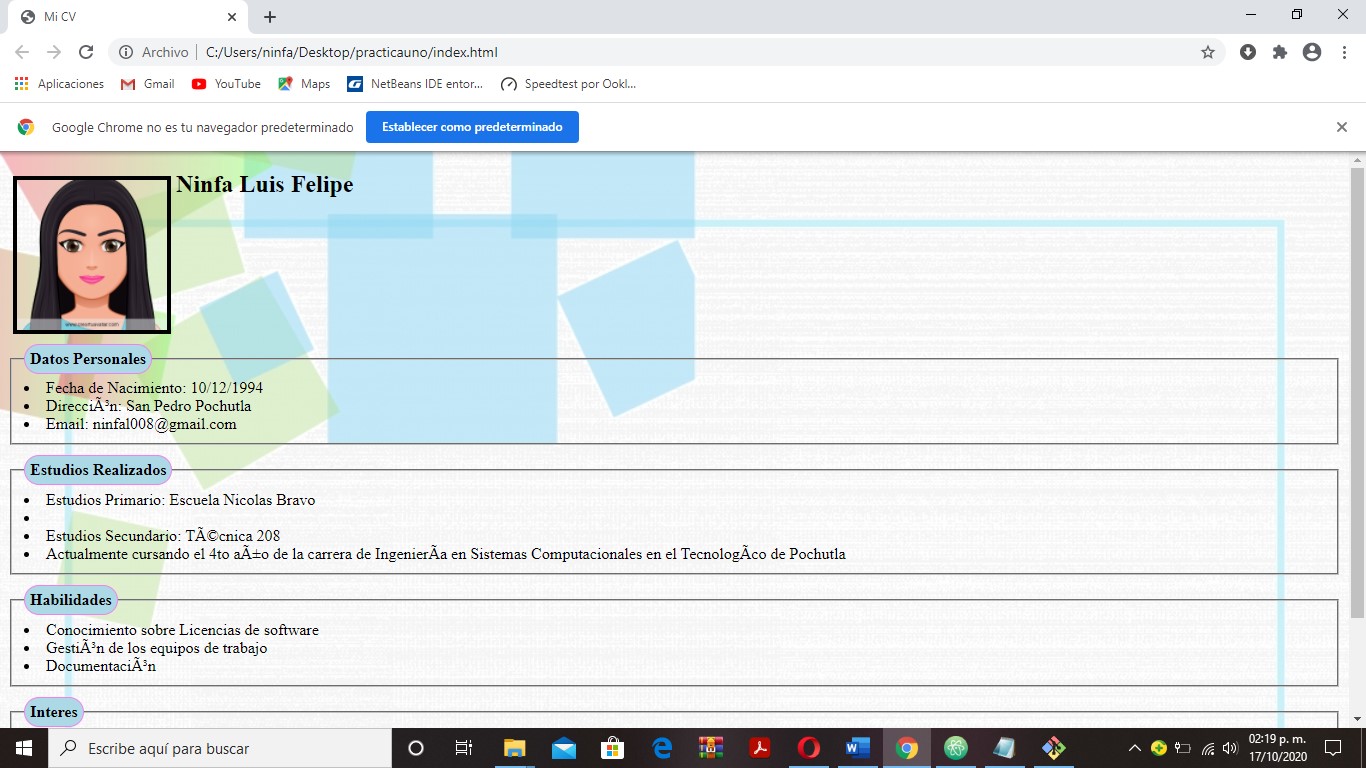 Mi CV
Archivo | C:/Users/ninfa/Desktop/practicauno/index.html
Aplicaciones Gmail YouTube Maps NetBeans IDE entor... Speedtest por Ookl...
Google Chrome no es tu navegador predeterminado Establecer como predeterminado
Ninfa Luis Felipe
Datos Personales
Fecha de Nacimiento: 10/12/1994
DirecciÃ³n: San Pedro Pochutla
Email: ninfal008@gmail.com
Estudios Realizados
Estudios Primario: Escuela Nicolas Bravo
Estudios Secundario: TÃ©cnica 208
Actualmente cursando el 4to aÃ±o de la carrera de IngenierÃa en Sistemas Computacionales en el TecnologÃco de Pochutla
Habilidades
Conocimiento sobre Licencias de software
GestiÃ³n de los equipos de trabajo
DocumentaciÃ³n
Interes
Escribe aquí para buscar
02:19 p. m.
17/10/2020